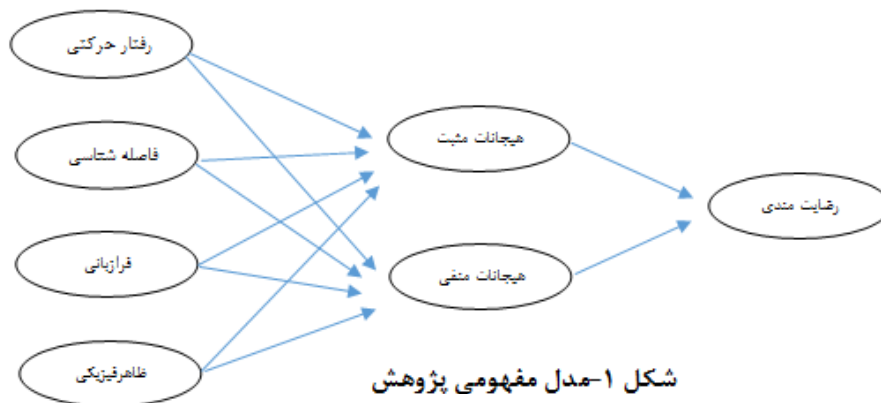 رفتار حرکتی
هیجانات مثبت
فاصله شناسی
رضایت مندی
فرازبانی
هیجانات منفی
ظاهرفیزیکی
شکل ۱-مدل مفهومی پژوهش